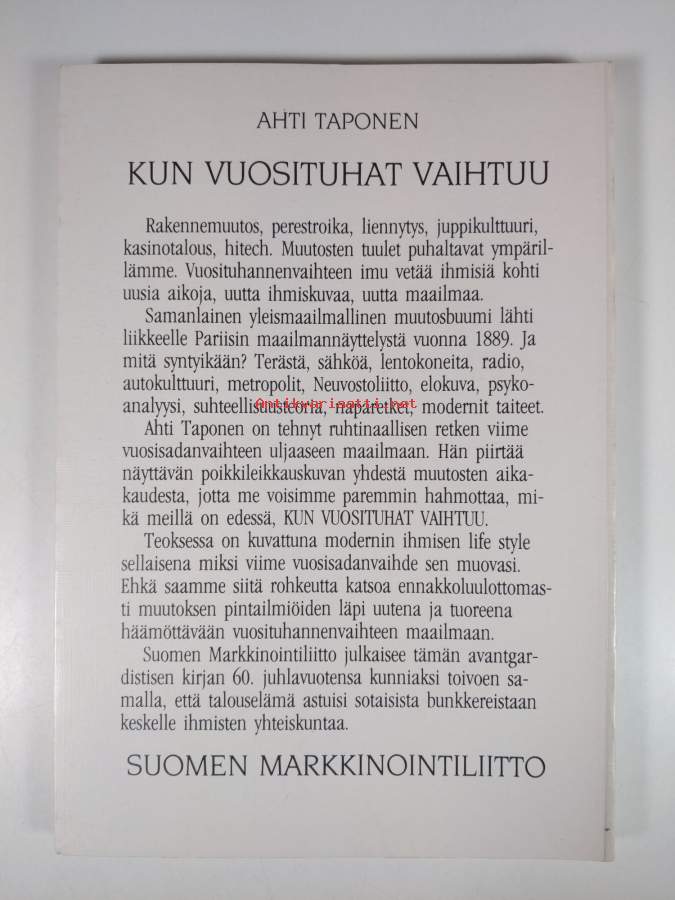 AHTI TAPONEN
KUN VUOSITUHAT VAIHTUU
Rakennemuutos, perestroika, liennytys, juppikulttuuri,
kasinotalous, hitech. Muutosten tuulet puhaltavat ympäril-
lämme. Vuosituhannenvaihteen imu vetää ihmisiä kohti
uusia aikoja, uutta ihmiskuvaa, uutta maailmaa.
Samanlainen yleismaailmallinen muutosbuumi lähti
liikkeelle Pariisin maailmannäyttelystä vuonna 1889. Ja
mitä syntyikään? Terästä, sähköä, lentokoneita, radio,
autokulttuuri, metropolit, Neuvostoliitto, elokuva, psyko-
analyysi, suhteellisuusteoria, naparetket, modernit taiteet.
Antikvariaatti.net
Ahti Taponen on tehnyt ruhtinaallisen retken viime
vuosisadanvaihteen uljaaseen maailmaan. Hän piirtää
näyttävän poikkileikkauskuvan yhdestä muutosten aika-
kaudesta, jotta me voisimme paremmin hahmottaa, mi-
kä meillä on edessä, KUN VUOSITUHAT VAIHTUU.
Teoksessa on kuvattuna modernin ihmisen life style
sellaisena miksi viime vuosisadanvaihde sen muovasi.
Ehkä saamme siitä rohkeutta katsoa ennakkoluulottomas-
ti muutoksen pintailmiöiden läpi uutena ja tuoreena
häämöttävään vuosituhannenvaihteen maailmaan.
Suomen Markkinointiliitto julkaisee tämän avantgar-
distisen kirjan 60. juhlavuotensa kunniaksi toivoen sa-
malla, että talouselämä astuisi sotaisista bunkkereistaan
keskelle ihmisten yhteiskuntaa.
SUOMEN MARKKINOINTILIITTO